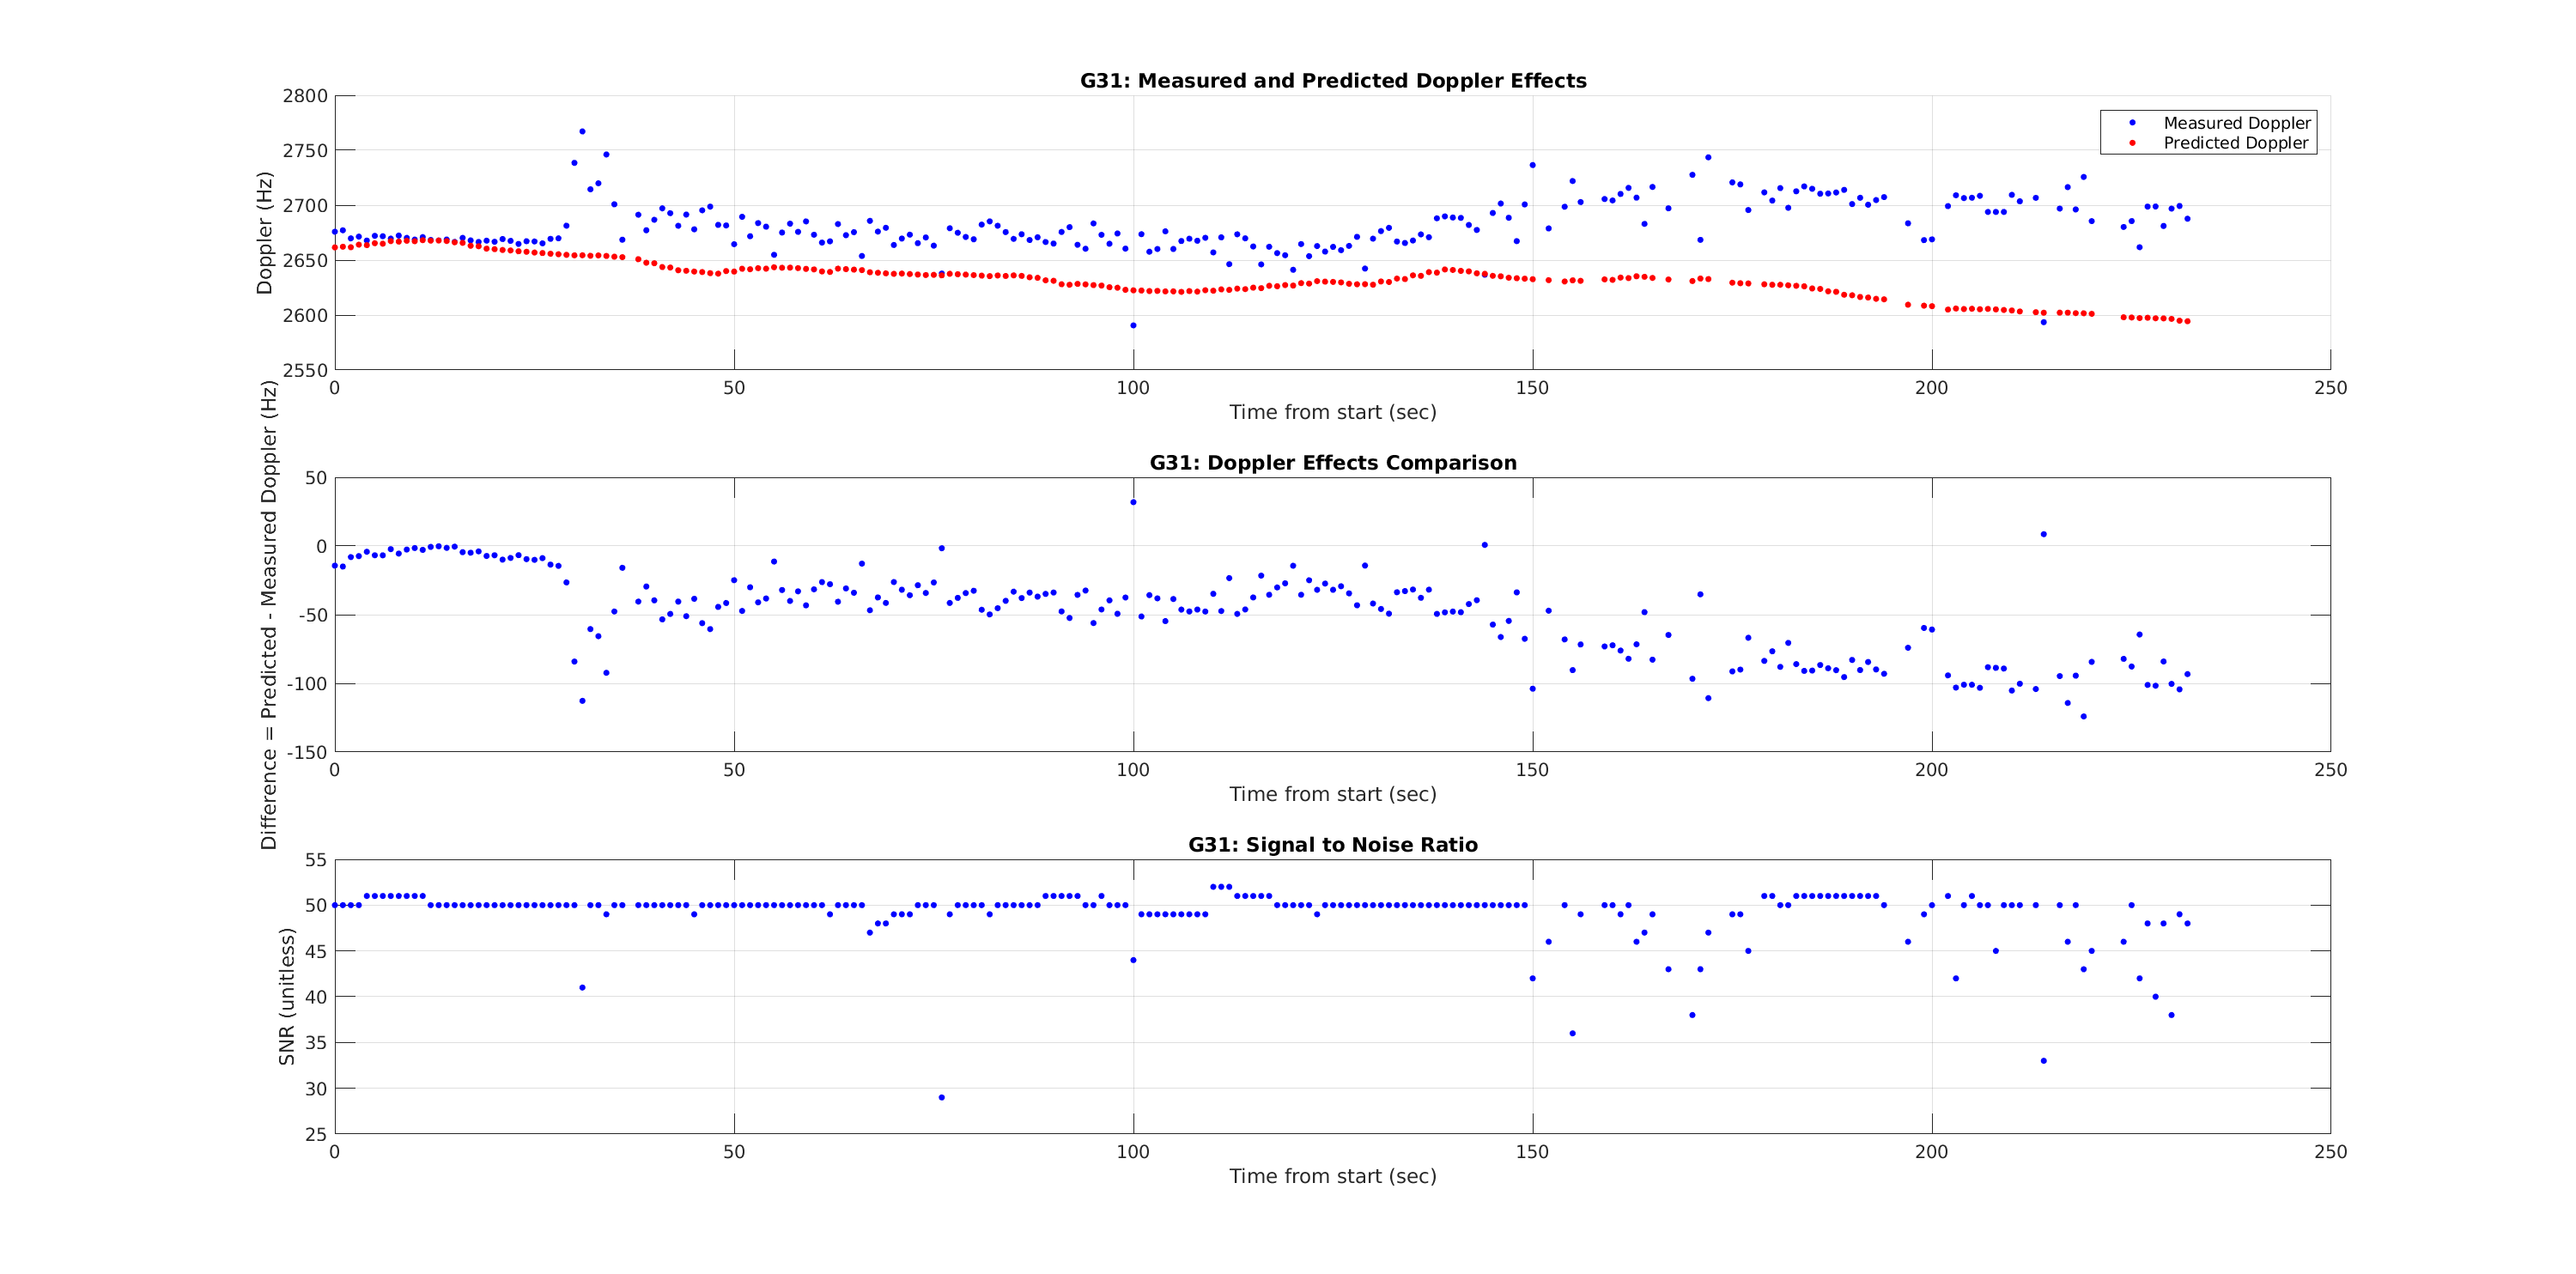 G31: Measured and Predicted Doppler Effects
2800
2750
2700
2650
2600
2550
Doppler (Hz)
Measured Doppler
Predicted Doppler
0 50 100 150 200 250
Time from start (sec)
G31: Doppler Effects Comparison
50
0
-50
-100
-150
Difference = Predicted - Measured Doppler (Hz)
0 50 100 150 200 250
Time from start (sec)
G31: Signal to Noise Ratio
55
50
45
40
35
30
25
SNR (unitless)
0 50 100 150 200 250
Time from start (sec)